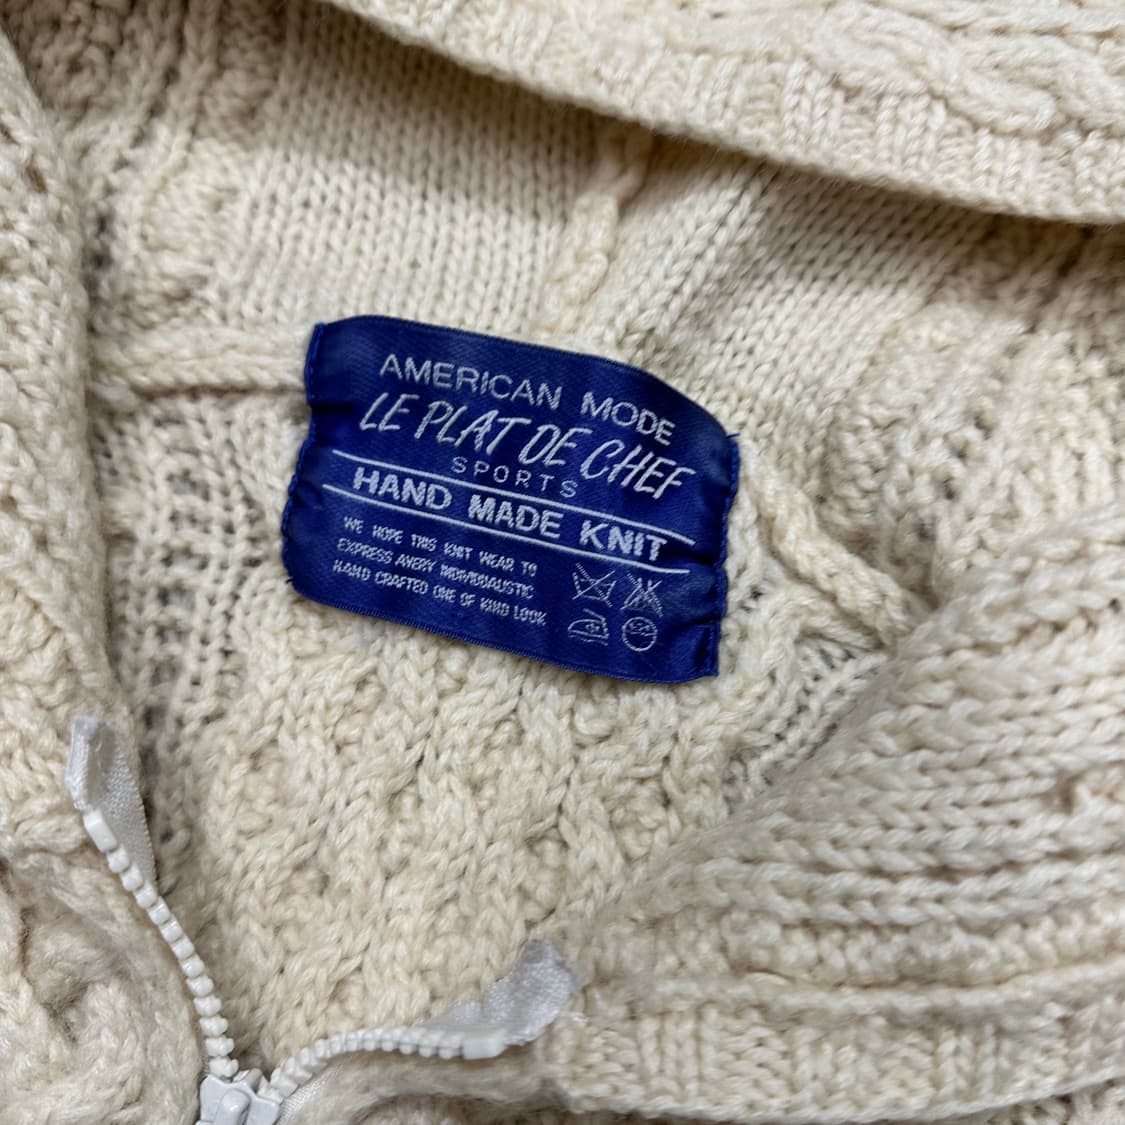 AMERICAN MODE
LE PLAT DE CHEF
SPORTS
HAND MADE KNIT
WE HOPE THIS KNIT WEAR TO
EXPRESS AVERY INDIVIDUALISTIC
HAND CRAFTED ONE OF KIND LOOK